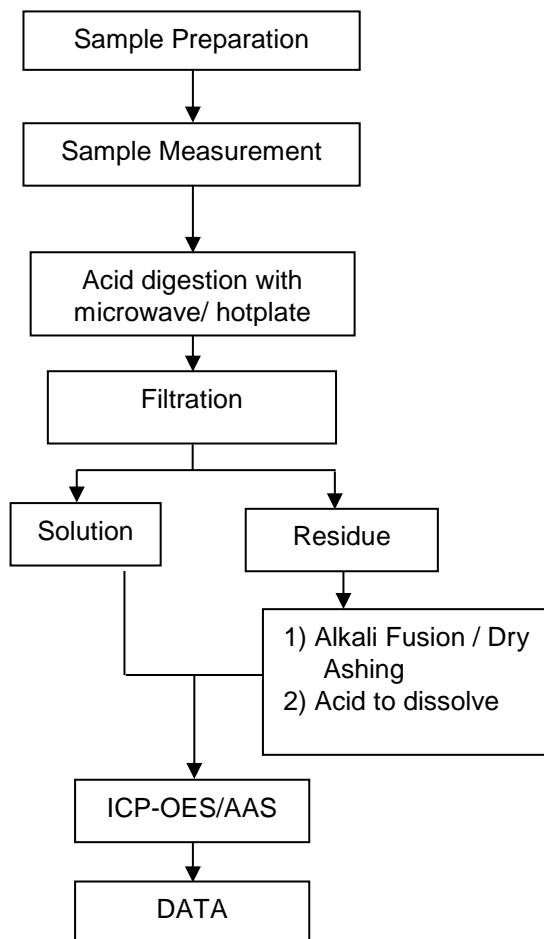 Sample Preparation
Sample Measurement
Acid digestion with
microwave/ hotplate
Filtration
Solution
Residue
1) Alkali Fusion / Dry
Ashing
2) Acid to dissolve
ICP-OES/AAS
DATA